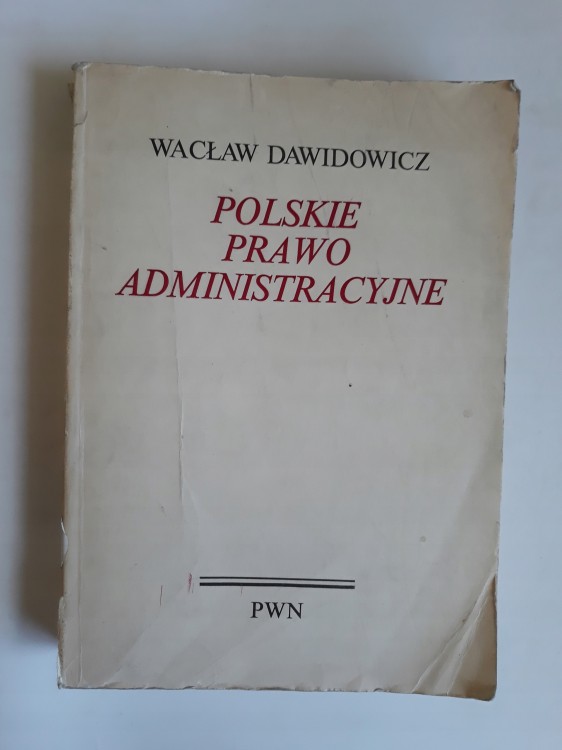 WACŁAW DAWIDOWICZ
POLSKIE
PRAWO
ADMINISTRACYJNE
PWN